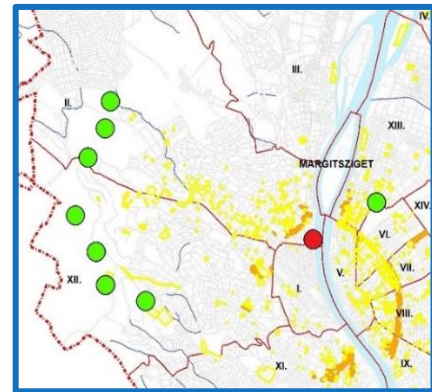 IV.
III.
II.
XIII.
MARGITSZIGET
XIV.
VI.
VII.
XII.
I.
V.
VIII.
XI.
IX.